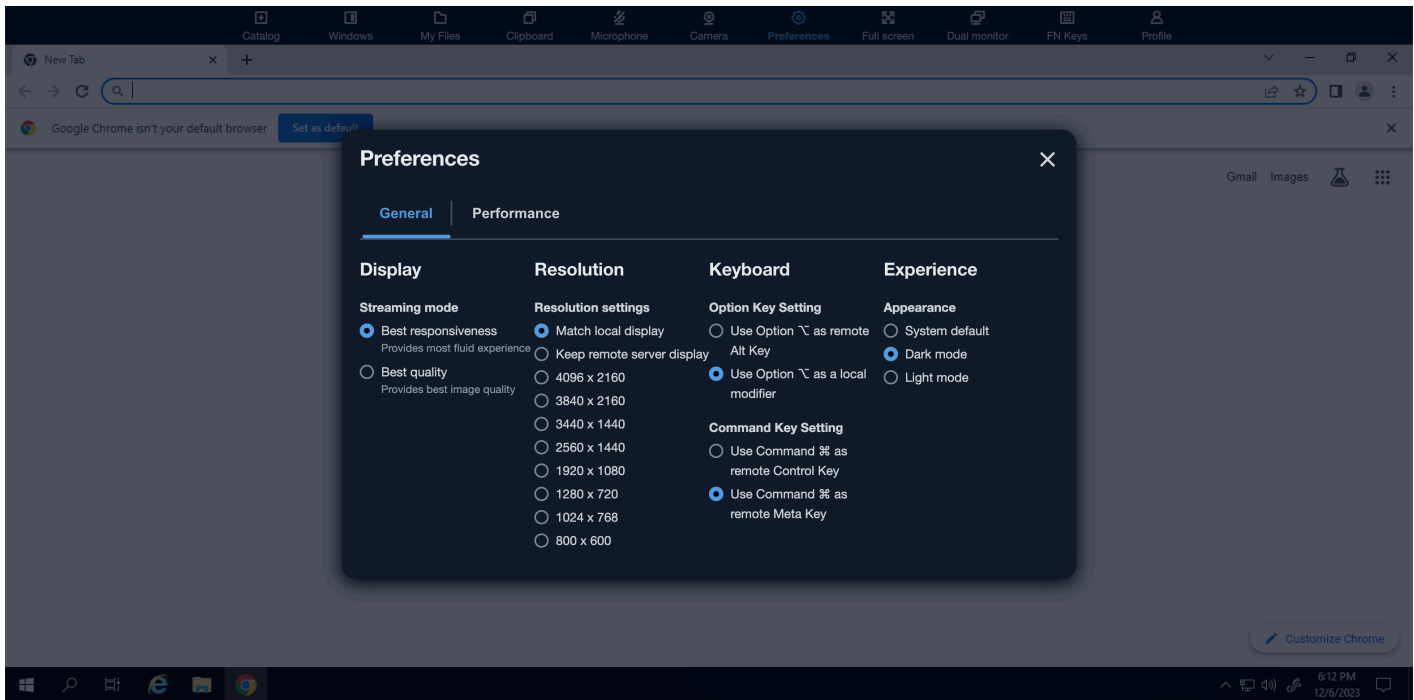 Catalog
Windows
My Files
Clipboard
Microphone
Camera
Preferences
Full screen
Dual monitor
FN Keys
Profile
New Tab
Google Chrome isn't your default browser
Set as default
Gmail
Images
Preferences
General
Performance
Display
Streaming mode
Best responsiveness
Provides most fluid experience
Best quality
Provides best image quality
Resolution
Resolution settings
Match local display
Keep remote server display
4096 x 2160
3840 x 2160
3440 x 1440
2560 x 1440
1920 x 1080
1280 x 720
1024 x 768
800 x 600
Keyboard
Option Key Setting
Use Option ⌥ as remote
Alt Key
Use Option ⌥ as a local
modifier
Command Key Setting
Use Command ⌘ as
remote Control Key
Use Command ⌘ as
remote Meta Key
Experience
Appearance
System default
Dark mode
Light mode
Customize Chrome
6:12 PM
12/6/2023